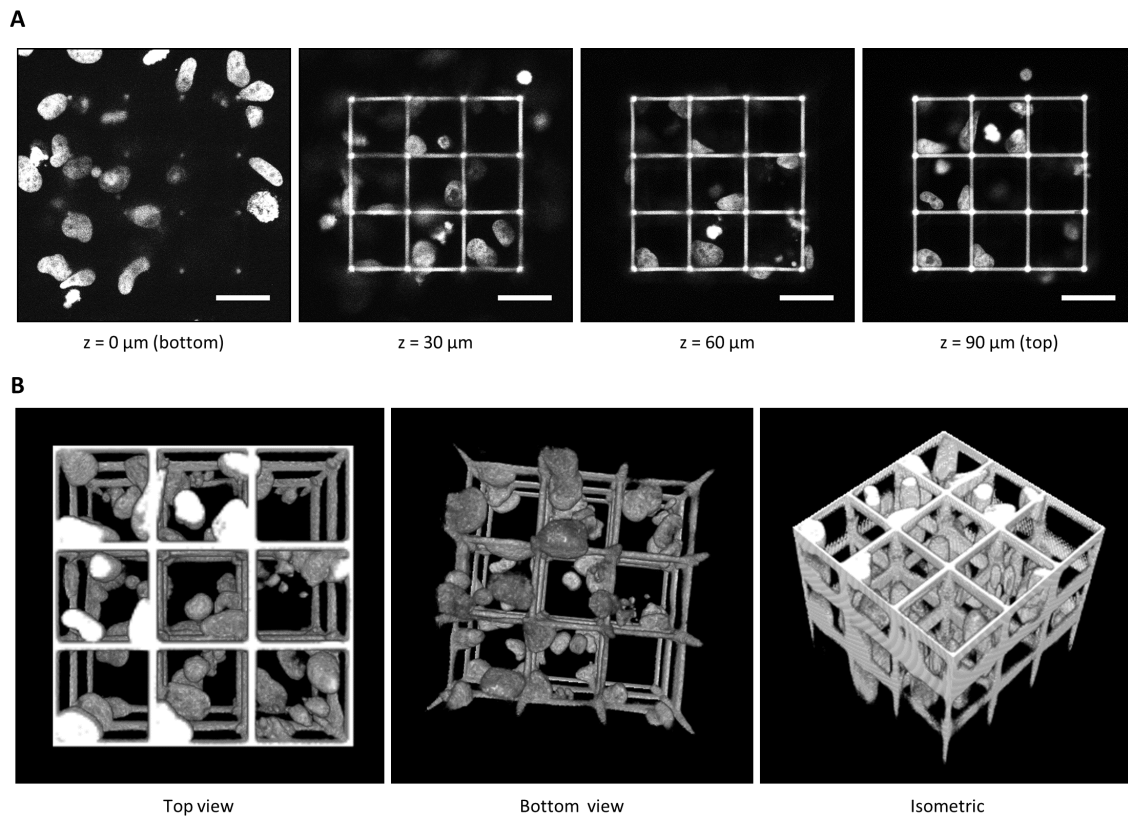 A
z = 0 µm (bottom)
z = 30 µm
z = 60 µm
z = 90 µm (top)
B
Top view
Bottom view
Isometric